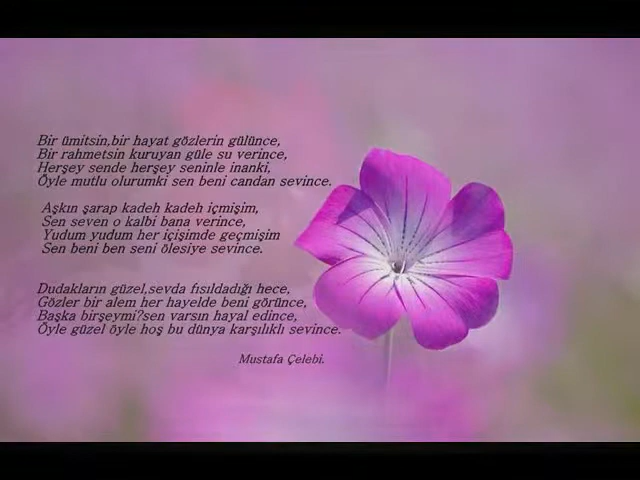 Bir ümitsin,bir hayat gözlerin gülünce,
Bir rahmetsin kuruyan güle su verince,
Herşey sende herşey seninle inanki,
Öyle mutlu olurumki sen beni candan sevince.
Aşkın şarap kadeh kadeh içmişim,
Sen seven o kalbi bana verince,
Yudum yudum her içişimde geçmişim
Sen beni ben seni ölesiye sevince.
Dudakların güzel,sevda fısıldadığı hece,
Gözler bir alem her hayelde beni görünce,
Başka birşeymi?sen varsın hayal edince,
Öyle güzel öyle hoş bu dünya karşılıklı sevince.
Mustafa Çelebi.